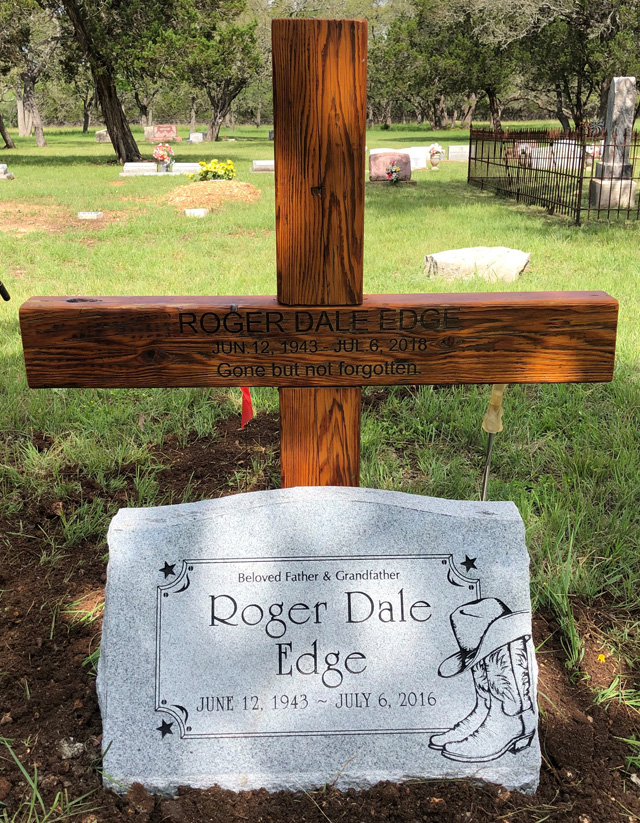 ROGER DALE EDGE
JUN.12, 1943 - JUL.6, 2018
Gone but not forgotten.
Beloved Father & Grandfather
Roger Dale
Edge
JUNE 12, 1943 ~ JULY 6, 2016